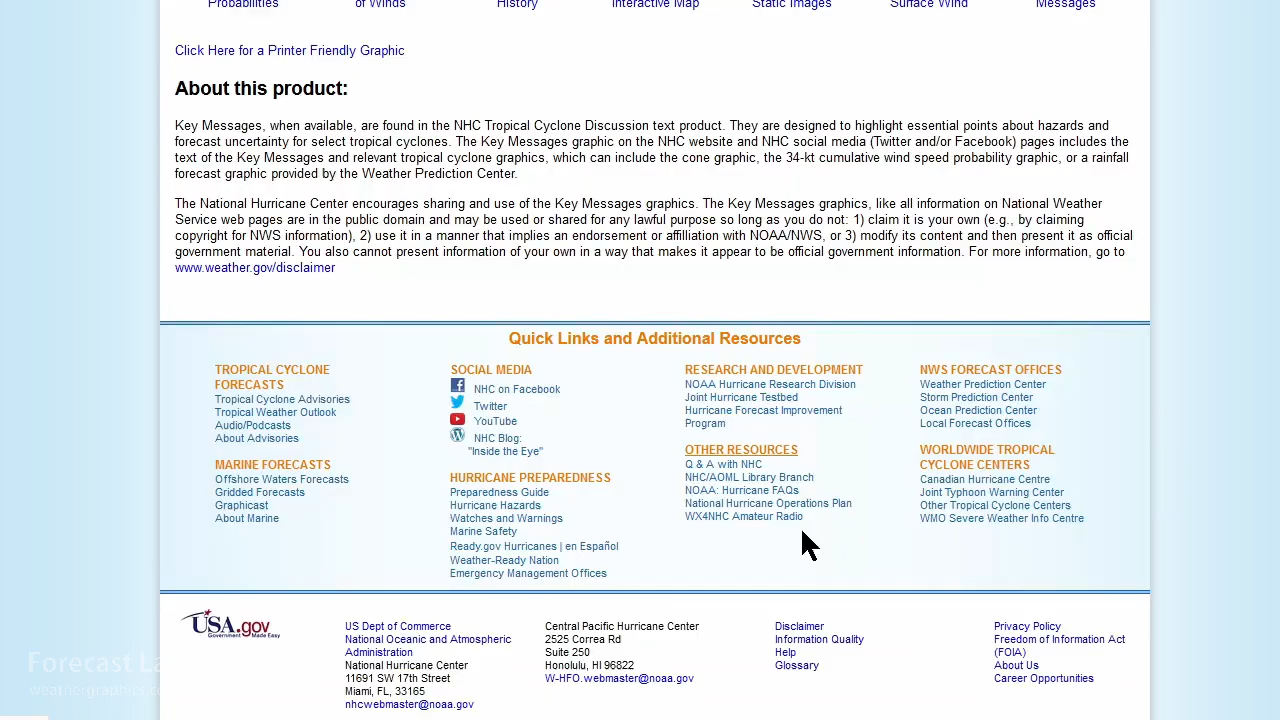 Probabilities of Winds History Interactive Map Static Images Surface Wind Messages
Click Here for a Printer Friendly Graphic
About this product:
Key Messages, when available, are found in the NHC Tropical Cyclone Discussion text product. They are designed to highlight essential points about hazards and
forecast uncertainty for select tropical cyclones. The Key Messages graphic on the NHC website and NHC social media (Twitter and/or Facebook) pages includes the
text of the Key Messages and relevant tropical cyclone graphics, which can include the cone graphic, the 34-kt cumulative wind speed probability graphic, or a rainfall
forecast graphic provided by the Weather Prediction Center.
The National Hurricane Center encourages sharing and use of the Key Messages graphics. The Key Messages graphics, like all information on National Weather
Service web pages are in the public domain and may be used or shared for any lawful purpose so long as you do not: 1) claim it is your own (e.g., by claiming
copyright for NWS information), 2) use it in a manner that implies an endorsement or affilliation with NOAA/NWS, or 3) modify its content and then present it as official
government material. You also cannot present information of your own in a way that makes it appear to be official government information. For more information, go to
www.weather.gov/disclaimer
Quick Links and Additional Resources
TROPICAL CYCLONE
FORECASTS
Tropical Cyclone Advisories
Tropical Weather Outlook
Audio/Podcasts
About Advisories
MARINE FORECASTS
Offshore Waters Forecasts
Gridded Forecasts
Graphicast
About Marine
SOCIAL MEDIA
NHC on Facebook
Twitter
YouTube
NHC Blog:
"Inside the Eye"
HURRICANE PREPAREDNESS
Preparedness Guide
Hurricane Hazards
Watches and Warnings
Marine Safety
Ready.gov Hurricanes | en Español
Weather-Ready Nation
Emergency Management Offices
RESEARCH AND DEVELOPMENT
NOAA Hurricane Research Division
Joint Hurricane Testbed
Hurricane Forecast Improvement
Program
OTHER RESOURCES
Q & A with NHC
NHC/AOML Library Branch
NOAA: Hurricane FAQs
National Hurricane Operations Plan
WX4NHC Amateur Radio
NWS FORECAST OFFICES
Weather Prediction Center
Storm Prediction Center
Ocean Prediction Center
Local Forecast Offices
WORLDWIDE TROPICAL
CYCLONE CENTERS
Canadian Hurricane Centre
Joint Typhoon Warning Center
Other Tropical Cyclone Centers
WMO Severe Weather Info Centre
USA.gov
Government Made Easy
US Dept of Commerce
National Oceanic and Atmospheric
Administration
National Hurricane Center
11691 SW 17th Street
Miami, FL, 33165
nhcwebmaster@noaa.gov
Central Pacific Hurricane Center
2525 Correa Rd
Suite 250
Honolulu, HI 96822
W-HFO.webmaster@noaa.gov
Disclaimer
Information Quality
Help
Glossary
Privacy Policy
Freedom of Information Act
(FOIA)
About Us
Career Opportunities
Forecast La
weathergraphics.co